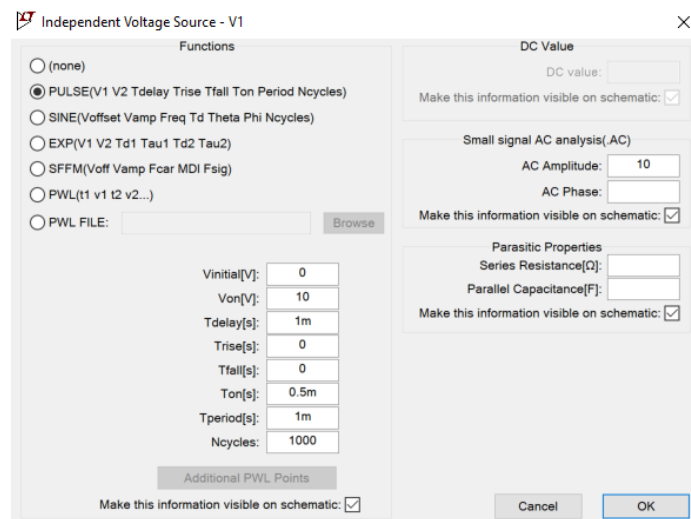 Independent Voltage Source - V1
Functions
(none)
PULSE(V1 V2 Tdelay Trise Tfall Ton Period Ncycles)
SINE(Voffset Vamp Freq Td Theta Phi Ncycles)
EXP(V1 V2 Td1 Tau1 Td2 Tau2)
SFFM(Voff Vamp Fcar MDI Fsig)
PWL(t1 v1 t2 v2...)
PWL FILE: Browse
Vinitial[V]: 0
Von[V]: 10
Tdelay[s]: 1m
Trise[s]: 0
Tfall[s]: 0
Ton[s]: 0.5m
Tperiod[s]: 1m
Ncycles: 1000
Additional PWL Points
Make this information visible on schematic:
DC Value
DC value:
Make this information visible on schematic:
Small signal AC analysis(.AC)
AC Amplitude: 10
AC Phase:
Make this information visible on schematic:
Parasitic Properties
Series Resistance[Ω]:
Parallel Capacitance[F]:
Make this information visible on schematic:
Cancel OK